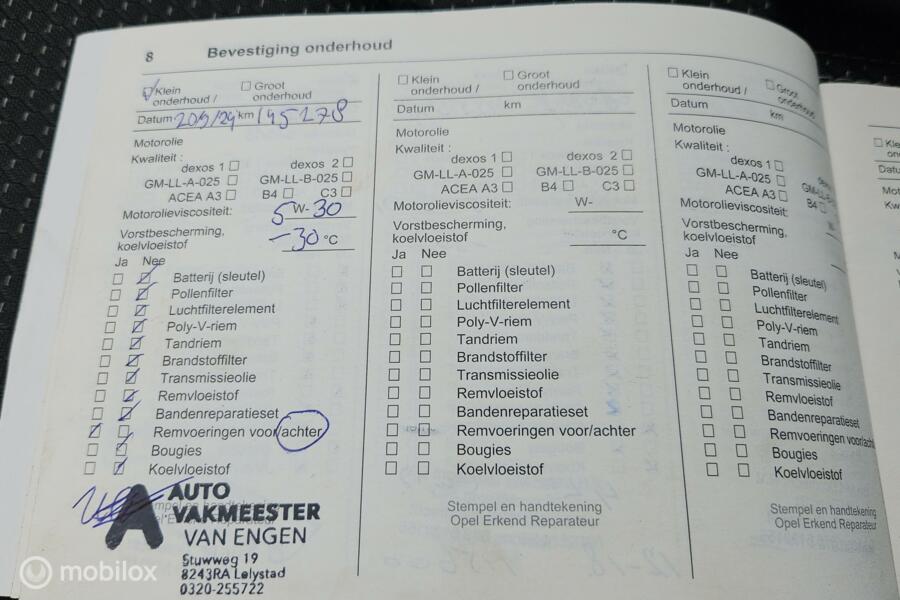 8 Bevestiging onderhoud
Klein onderhoud /
Groot onderhoud
Datum 20/9/24 km 145278
Motorolie
Kwaliteit :
dexos 1 dexos 2
GM-LL-A-025 GM-LL-B-025
ACEA A3 B4 C3
Motorolieviscositeit: 5 W- 30
Vorstbescherming,
koelvloeistof -30 °C
Ja Nee
Batterij (sleutel)
Pollenfilter
Luchtfilterelement
Poly-V-riem
Tandriem
Brandstoffilter
Transmissieolie
Remvloeistof
Bandenreparatieset
Remvoeringen voor/achter
Bougies
Koelvloeistof
AUTO
VAKMEESTER
VAN ENGEN
Stuwweg 19
8243RA Lelystad
0320-255722
Klein onderhoud /
Groot onderhoud
Datum km
Motorolie
Kwaliteit :
dexos 1 dexos 2
GM-LL-A-025 GM-LL-B-025
ACEA A3 B4 C3
Motorolieviscositeit: W-
Vorstbescherming,
koelvloeistof °C
Ja Nee
Batterij (sleutel)
Pollenfilter
Luchtfilterelement
Poly-V-riem
Tandriem
Brandstoffilter
Transmissieolie
Remvloeistof
Bandenreparatieset
Remvoeringen voor/achter
Bougies
Koelvloeistof
Stempel en handtekening
Opel Erkend Reparateur
Klein onderhoud /
Groot onderhoud
Datum km
Motorolie
Kwaliteit :
dexos 1
GM-LL-A-025
ACEA A3 B4
Motorolieviscositeit:
Vorstbescherming,
koelvloeistof
Ja Nee
Batterij (sleutel)
Pollenfilter
Luchtfilterelement
Poly-V-riem
Tandriem
Brandstoffilter
Transmissieolie
Remvloeistof
Bandenreparatieset
Remvoeringen voor/ach
Bougies
Koelvloeistof
Stempel en handtekening
Opel Erkend Reparateur
mobilox